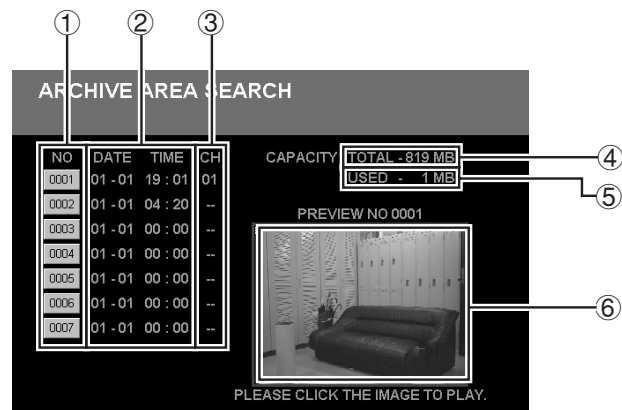 ① ② ③
ARCHIVE AREA SEARCH
NO DATE TIME CH CAPACITY TOTAL - 819 MB ④
0001 01 - 01 19 : 01 01 USED - 1 MB ⑤
0002 01 - 01 04 : 20 --
PREVIEW NO 0001
0003 01 - 01 00 : 00 --
0004 01 - 01 00 : 00 --
0005 01 - 01 00 : 00 --
0006 01 - 01 00 : 00 -- ⑥
0007 01 - 01 00 : 00 --
PLEASE CLICK THE IMAGE TO PLAY.